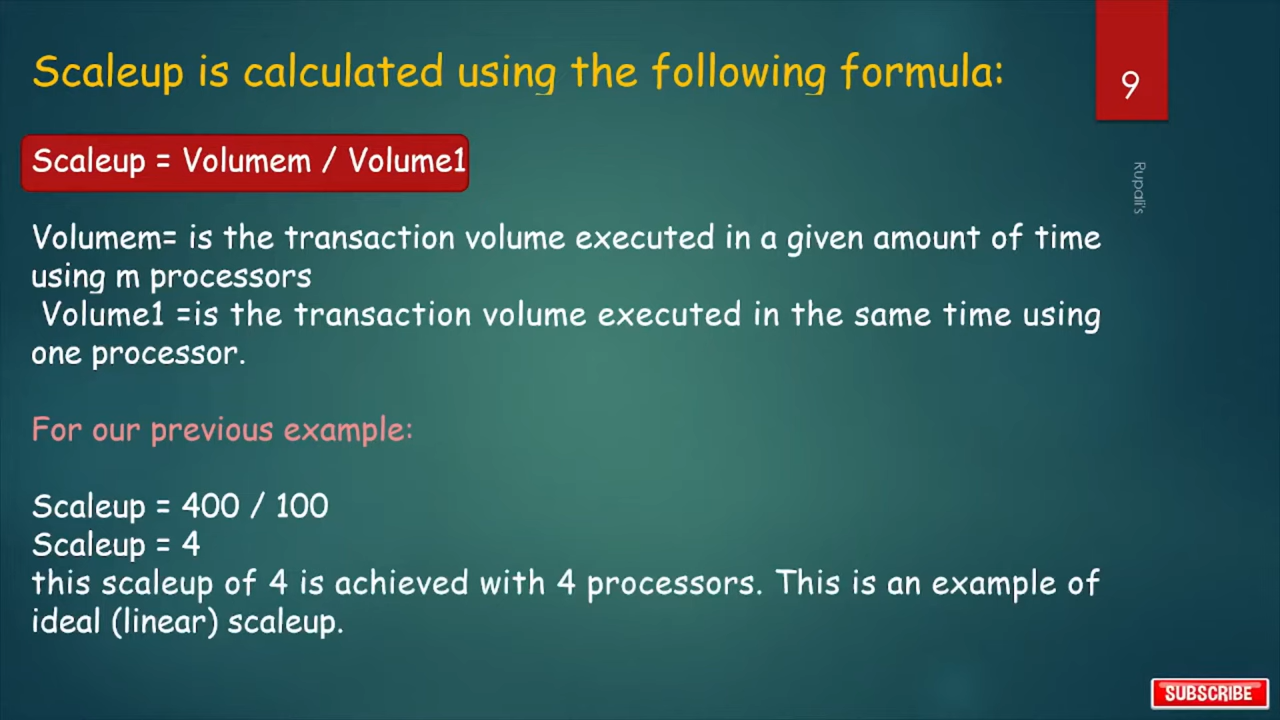 Scaleup is calculated using the following formula:
9
Scaleup = Volumem / Volume1
Rupali's
Volumem= is the transaction volume executed in a given amount of time
using m processors
Volume1 =is the transaction volume executed in the same time using
one processor.
For our previous example:
Scaleup = 400 / 100
Scaleup = 4
this scaleup of 4 is achieved with 4 processors. This is an example of
ideal (linear) scaleup.
SUBSCRIBE